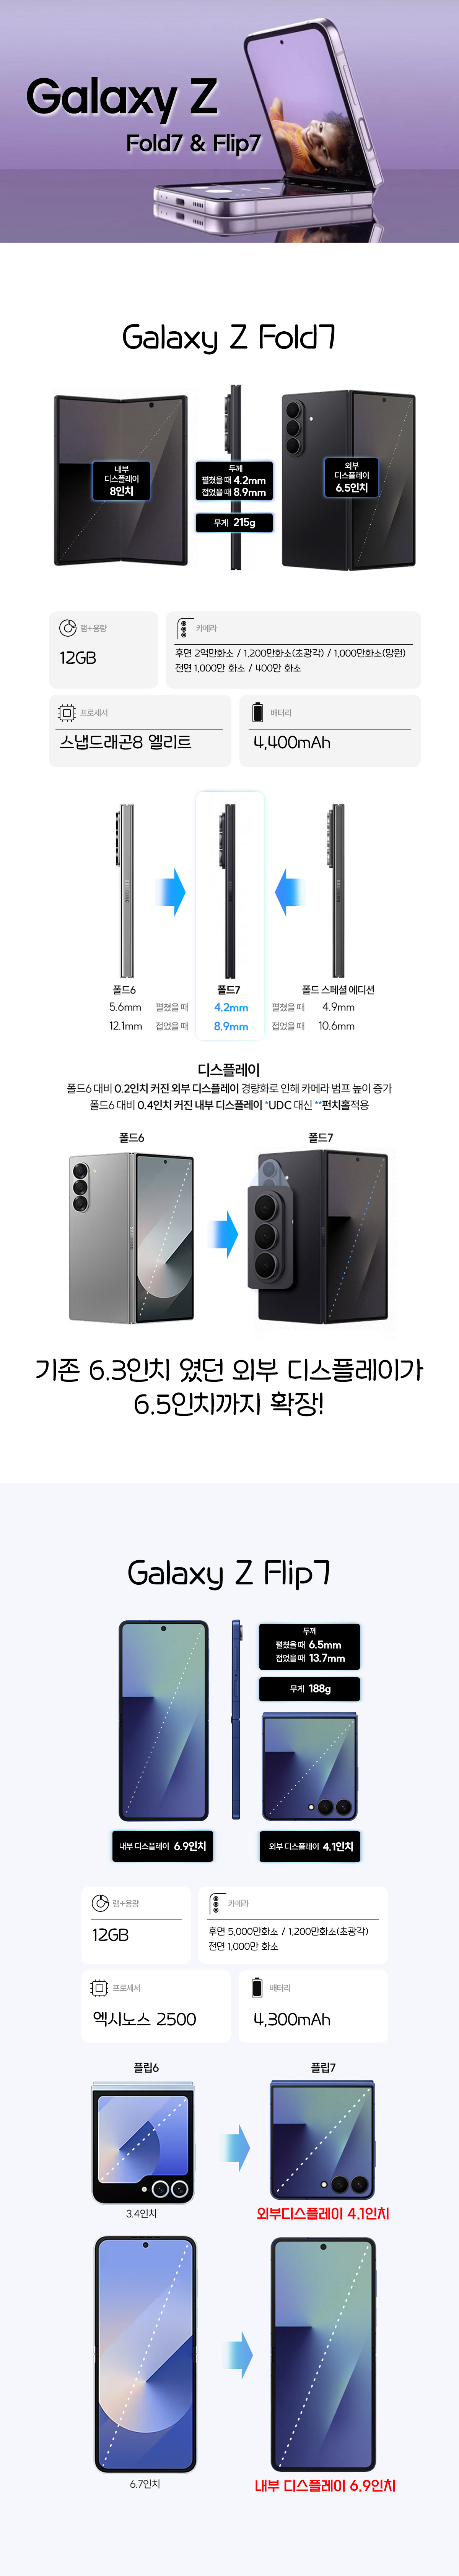 Galaxy Z
Fold7 & Flip7
Galaxy Z Fold7
내부
디스플레이
8인치
두께
펼쳤을 때 4.2mm
접었을 때 8.9mm
무게 215g
외부
디스플레이
6.5인치
램+용량
12GB
카메라
후면 2억만화소 / 1,200만화소(초광각) / 1,000만화소(망원)
전면 1,000만 화소 / 400만 화소
프로세서
스냅드래곤8 엘리트
배터리
4,400mAh
폴드6 폴드7 폴드 스페셜 에디션
5.6mm 펼쳤을 때 4.2mm 펼쳤을 때 4.9mm
12.1mm 접었을 때 8.9mm 접었을 때 10.6mm
디스플레이
폴드6 대비 0.2인치 커진 외부 디스플레이 경량화로 인해 카메라 범프 높이 증가
폴드6 대비 0.4인치 커진 내부 디스플레이 *UDC 대신 **펀치홀적용
폴드6 폴드7
기존 6.3인치 였던 외부 디스플레이가
6.5인치까지 확장!
Galaxy Z Flip7
두께
펼쳤을 때 6.5mm
접었을 때 13.7mm
무게 188g
내부 디스플레이 6.9인치
외부 디스플레이 4.1인치
램+용량
12GB
카메라
후면 5,000만화소 / 1,200만화소(초광각)
전면 1,000만 화소
프로세서
엑시노스 2500
배터리
4,300mAh
플립6 플립7
3.4인치 외부디스플레이 4.1인치
6.7인치 내부 디스플레이 6.9인치